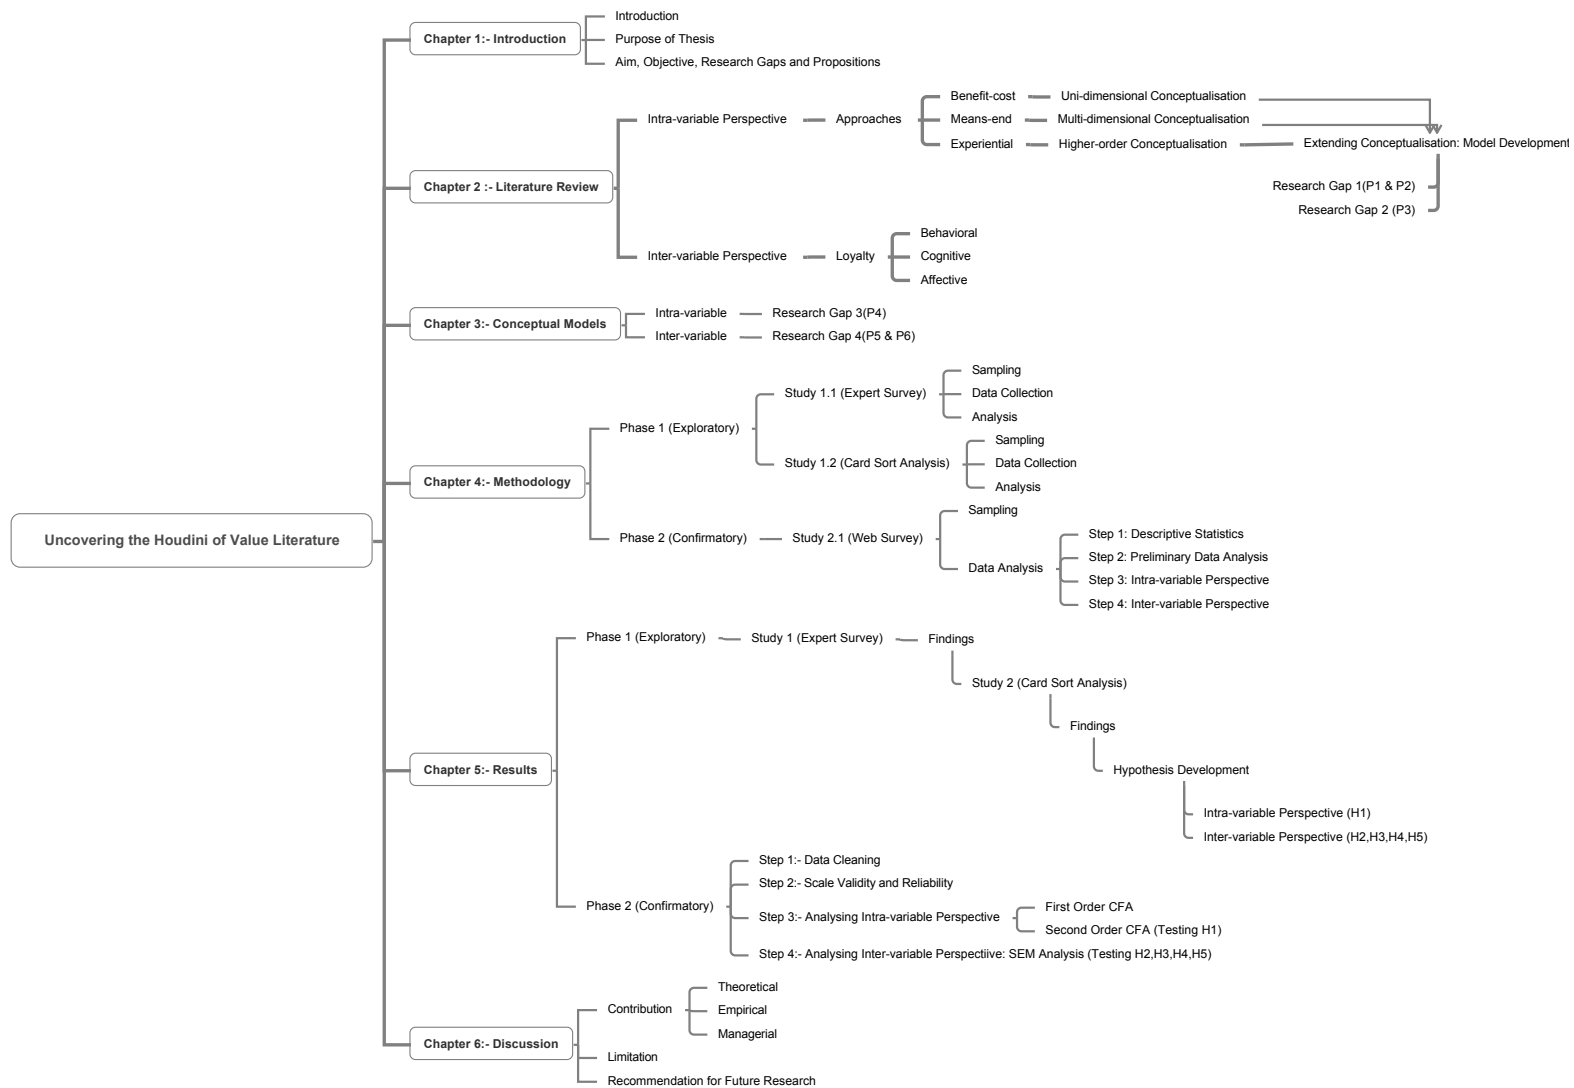 Uncovering the Houdini of Value Literature
Chapter 1:- Introduction
Introduction
Purpose of Thesis
Aim, Objective, Research Gaps and Propositions
Chapter 2 :- Literature Review
Intra-variable Perspective
Approaches
Benefit-cost
Uni-dimensional Conceptualisation
Means-end
Multi-dimensional Conceptualisation
Experiential
Higher-order Conceptualisation
Extending Conceptualisation: Model Development
Research Gap 1(P1 & P2)
Research Gap 2 (P3)
Inter-variable Perspective
Loyalty
Behavioral
Cognitive
Affective
Chapter 3:- Conceptual Models
Intra-variable
Research Gap 3(P4)
Inter-variable
Research Gap 4(P5 & P6)
Chapter 4:- Methodology
Phase 1 (Exploratory)
Study 1.1 (Expert Survey)
Sampling
Data Collection
Analysis
Study 1.2 (Card Sort Analysis)
Sampling
Data Collection
Analysis
Phase 2 (Confirmatory)
Study 2.1 (Web Survey)
Sampling
Data Analysis
Step 1: Descriptive Statistics
Step 2: Preliminary Data Analysis
Step 3: Intra-variable Perspective
Step 4: Inter-variable Perspective
Chapter 5:- Results
Phase 1 (Exploratory)
Study 1 (Expert Survey)
Findings
Study 2 (Card Sort Analysis)
Findings
Hypothesis Development
Intra-variable Perspective (H1)
Inter-variable Perspective (H2,H3,H4,H5)
Phase 2 (Confirmatory)
Step 1:- Data Cleaning
Step 2:- Scale Validity and Reliability
Step 3:- Analysing Intra-variable Perspective
First Order CFA
Second Order CFA (Testing H1)
Step 4:- Analysing Inter-variable Perspectiive: SEM Analysis (Testing H2,H3,H4,H5)
Chapter 6:- Discussion
Contribution
Theoretical
Empirical
Managerial
Limitation
Recommendation for Future Research